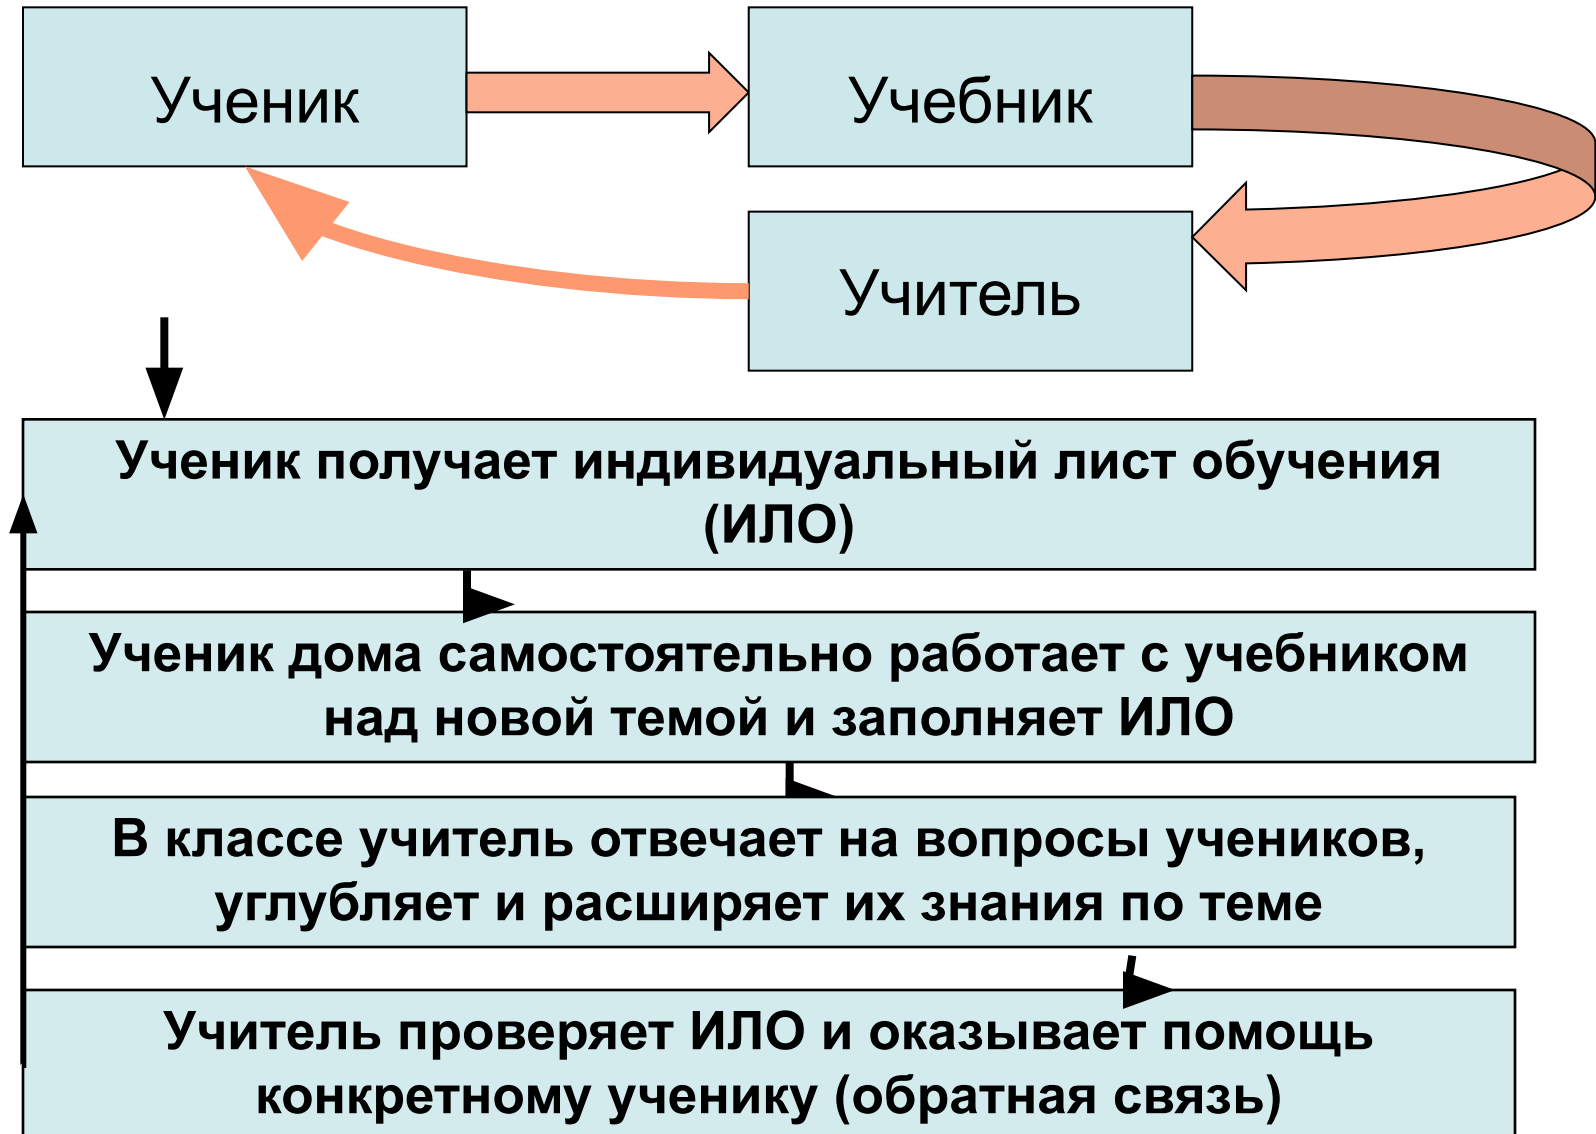 Ученик
Учебник
Учитель
Ученик получает индивидуальный лист обучения
(ИЛО)
Ученик дома самостоятельно работает с учебником
над новой темой и заполняет ИЛО
В классе учитель отвечает на вопросы учеников,
углубляет и расширяет их знания по теме
Учитель проверяет ИЛО и оказывает помощь
конкретному ученику (обратная связь)